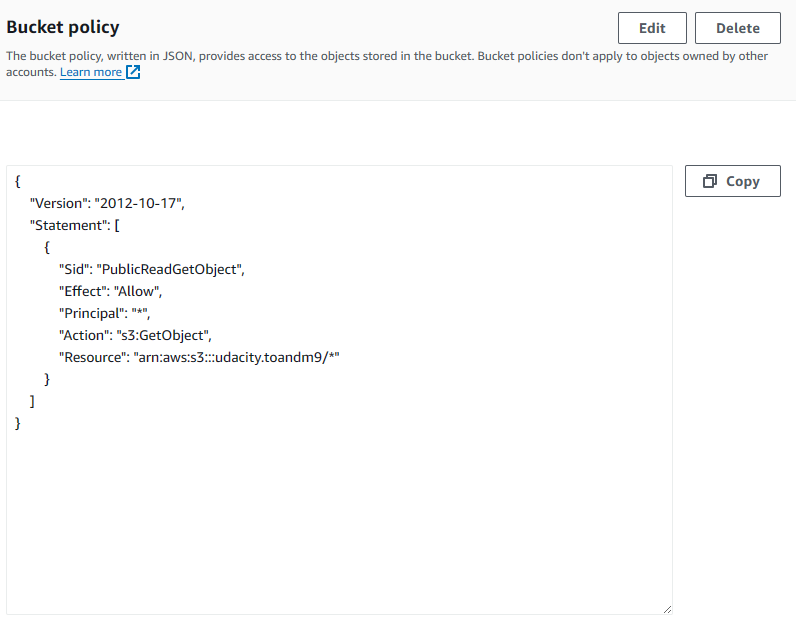 Bucket policy
Edit
Delete
The bucket policy, written in JSON, provides access to the objects stored in the bucket. Bucket policies don't apply to objects owned by other
accounts. Learn more
Copy
{
"Version": "2012-10-17",
"Statement": [
{
"Sid": "PublicReadGetObject",
"Effect": "Allow",
"Principal": "*",
"Action": "s3:GetObject",
"Resource": "arn:aws:s3:::udacity.toandm9/*"
}
]
}